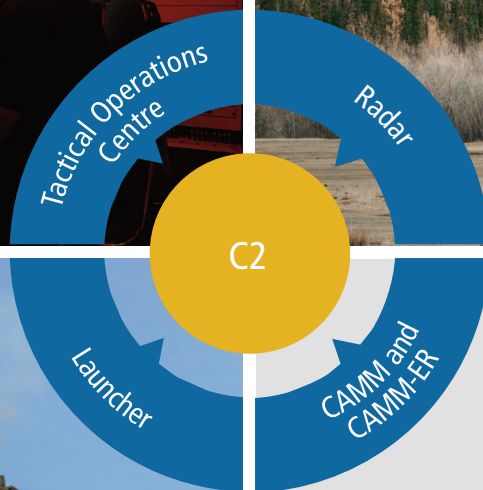 Tactical Operations
Centre
Radar
C2
Launcher
CAMM and
CAMM-ER